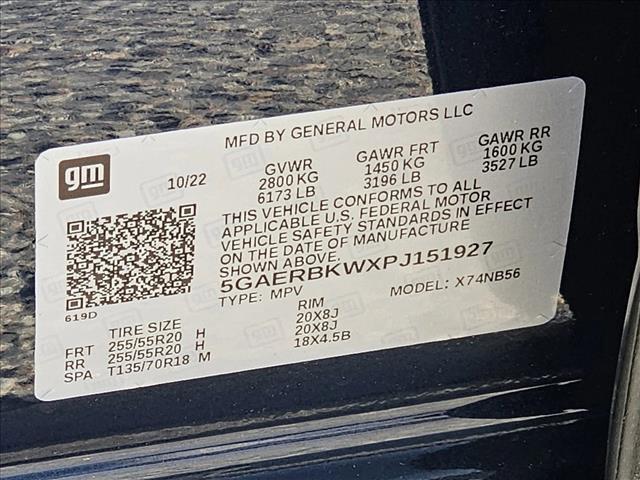 MFD BY GENERAL MOTORS LLC
gm
10/22
GVWR GAWR FRT GAWR RR
2800 KG 1450 KG 1600 KG
6173 LB 3196 LB 3527 LB
THIS VEHICLE CONFORMS TO ALL
APPLICABLE U.S. FEDERAL MOTOR
VEHICLE SAFETY STANDARDS IN EFFECT
ON THE DATE OF MANUFACTURE
SHOWN ABOVE.
5GAERBKWXPJ151927
TYPE: MPV MODEL: X74NB56
619D
TIRE SIZE RIM
FRT 255/55R20 H 20X8J
RR 255/55R20 H 20X8J
SPA T135/70R18 M 18X4.5B